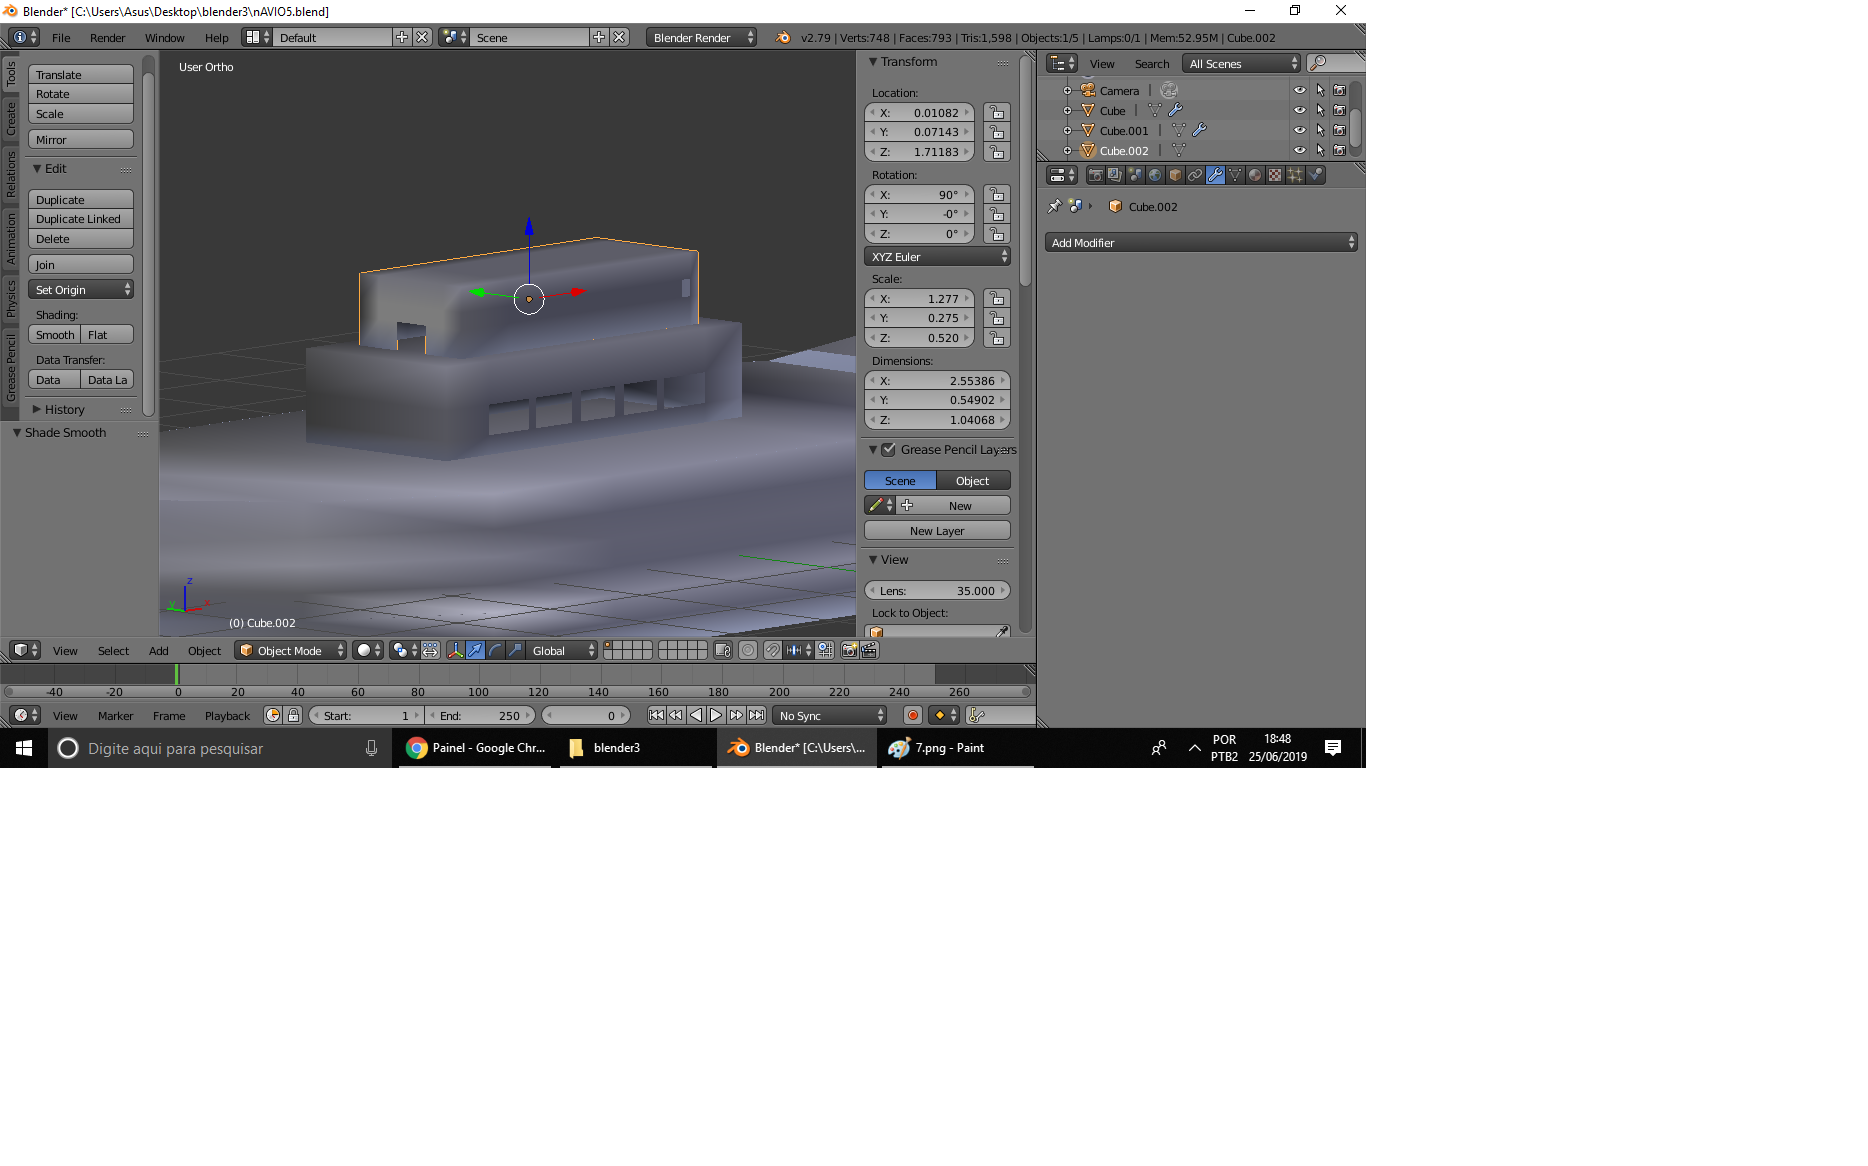 Blender* [C:\Users\Asus\Desktop\blender3\nAVIO5.blend]
File Render Window Help Default Scene Blender Render v2.79 | Verts:748 | Faces:793 | Tris:1,598 | Objects:1/5 | Lamps:0/1 | Mem:52.95M | Cube.002
Tools
Create
Relations
Animation
Physics
Grease Pencil
Translate
Rotate
Scale
Mirror
Edit
Duplicate
Duplicate Linked
Delete
Join
Set Origin
Shading:
Smooth Flat
Data Transfer:
Data Data La
History
Shade Smooth
User Ortho
z
y x
(0) Cube.002
Transform
Location:
X: 0.01082
Y: 0.07143
Z: 1.71183
Rotation:
X: 90°
Y: -0°
Z: 0°
XYZ Euler
Scale:
X: 1.277
Y: 0.275
Z: 0.520
Dimensions:
X: 2.55386
Y: 0.54902
Z: 1.04068
Grease Pencil Layers
Scene Object
New
New Layer
View
Lens: 35.000
Lock to Object:
View Search All Scenes
Camera
Cube
Cube.001
Cube.002
Cube.002
Add Modifier
View Select Add Object Object Mode Global
-40 -20 0 20 40 60 80 100 120 140 160 180 200 220 240 260
View Marker Frame Playback Start: 1 End: 250 0 No Sync
Digite aqui para pesquisar Painel - Google Chr... blender3 Blender* [C:\Users\... 7.png - Paint
POR 18:48
PTB2 25/06/2019